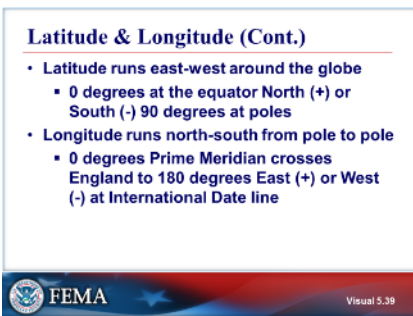 Latitude & Longitude (Cont.)
• Latitude runs east-west around the globe
▪ 0 degrees at the equator North (+) or
South (-) 90 degrees at poles
• Longitude runs north-south from pole to pole
▪ 0 degrees Prime Meridian crosses
England to 180 degrees East (+) or West
(-) at International Date line
FEMA
Visual 5.39